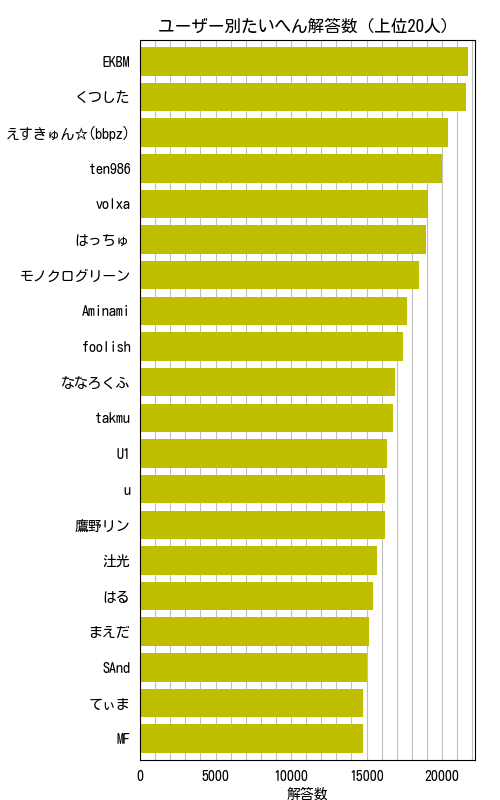 ユーザー別たいへん解答数 (上位20人)
EKBM
くつした
えすきゅん☆(bbpz)
ten986
volxa
はっちゅ
モノクログリーン
Aminami
foolish
ななろくふ
takmu
U1
u
鷹野リン
辻光
はる
まえだ
SAnd
てぃま
MF
0 5000 10000 15000 20000
解答数